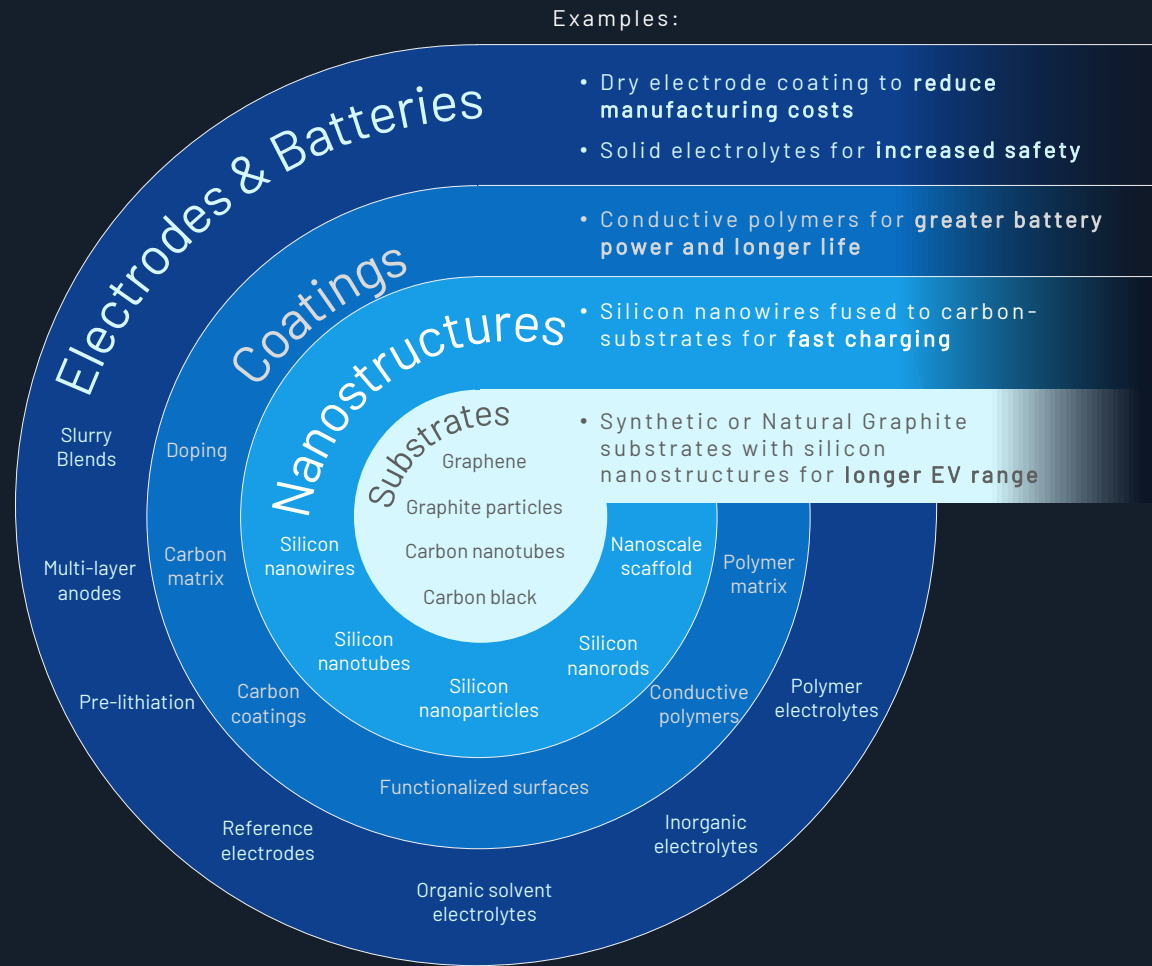 Examples:
Electrodes & Batteries
• Dry electrode coating to reduce
manufacturing costs
• Solid electrolytes for increased safety
Coatings
• Conductive polymers for greater battery
power and longer life
Nanostructures
• Silicon nanowires fused to carbon-
substrates for fast charging
Substrates
• Synthetic or Natural Graphite
substrates with silicon
nanostructures for longer EV range
Graphene
Graphite particles
Carbon nanotubes
Carbon black
Silicon
nanowires
Silicon
nanotubes
Silicon
nanoparticles
Silicon
nanorods
Nanoscale
scaffold
Doping
Carbon
matrix
Carbon
coatings
Functionalized surfaces
Conductive
polymers
Polymer
matrix
Slurry
Blends
Multi-layer
anodes
Pre-lithiation
Reference
electrodes
Organic solvent
electrolytes
Inorganic
electrolytes
Polymer
electrolytes